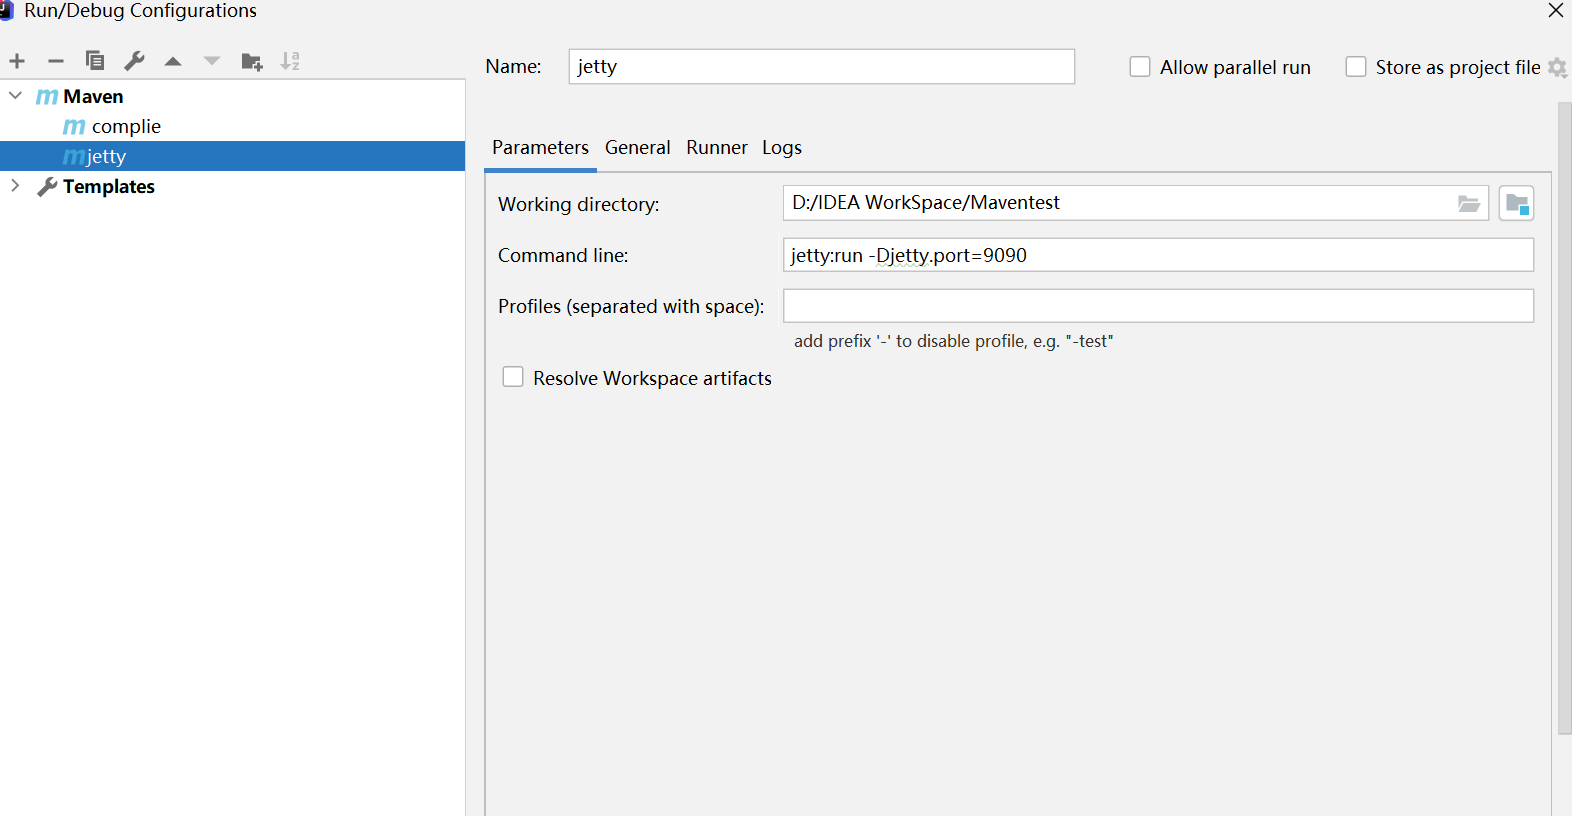 Run/Debug Configurations
Name: jetty
Allow parallel run
Store as project file
m Maven
m complie
m jetty
Templates
Parameters General Runner Logs
Working directory: D:/IDEA WorkSpace/Maventest
Command line: jetty:run -Djetty.port=9090
Profiles (separated with space):
add prefix '-' to disable profile, e.g. "-test"
Resolve Workspace artifacts